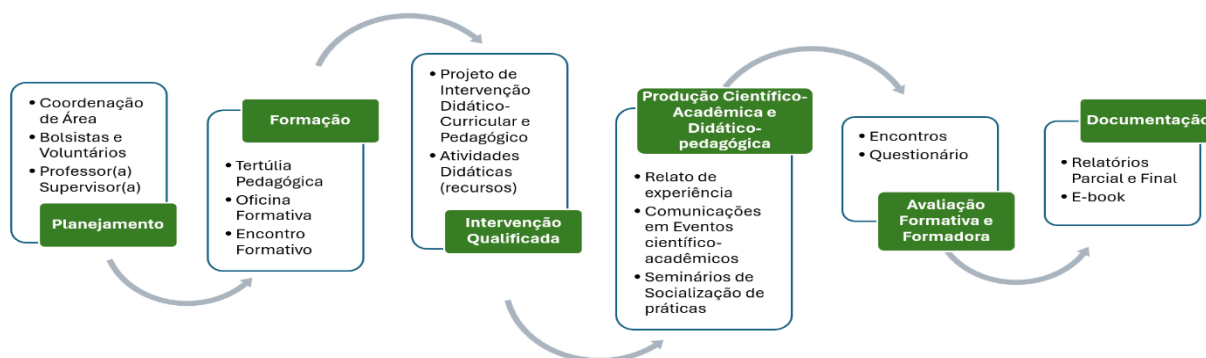 • Coordenação
de Área
• Bolsistas e
Voluntários
• Professor(a)
Supervisor(a)
Planejamento
Formação
• Tertúlia
Pedagógica
• Oficina
Formativa
• Encontro
Formativo
• Projeto de
Intervenção
Didático-
Curricular e
Pedagógico
• Atividades
Didáticas
(recursos)
Intervenção
Qualificada
Produção Científico-
Acadêmica e
Didático-
pedagógica
• Relato de
experiência
• Comunicações
em Eventos
científico-
acadêmicos
• Seminários de
Socialização de
práticas
• Encontros
• Questionário
Avaliação
Formativa e
Formadora
Documentação
• Relatórios
Parcial e Final
• E-book